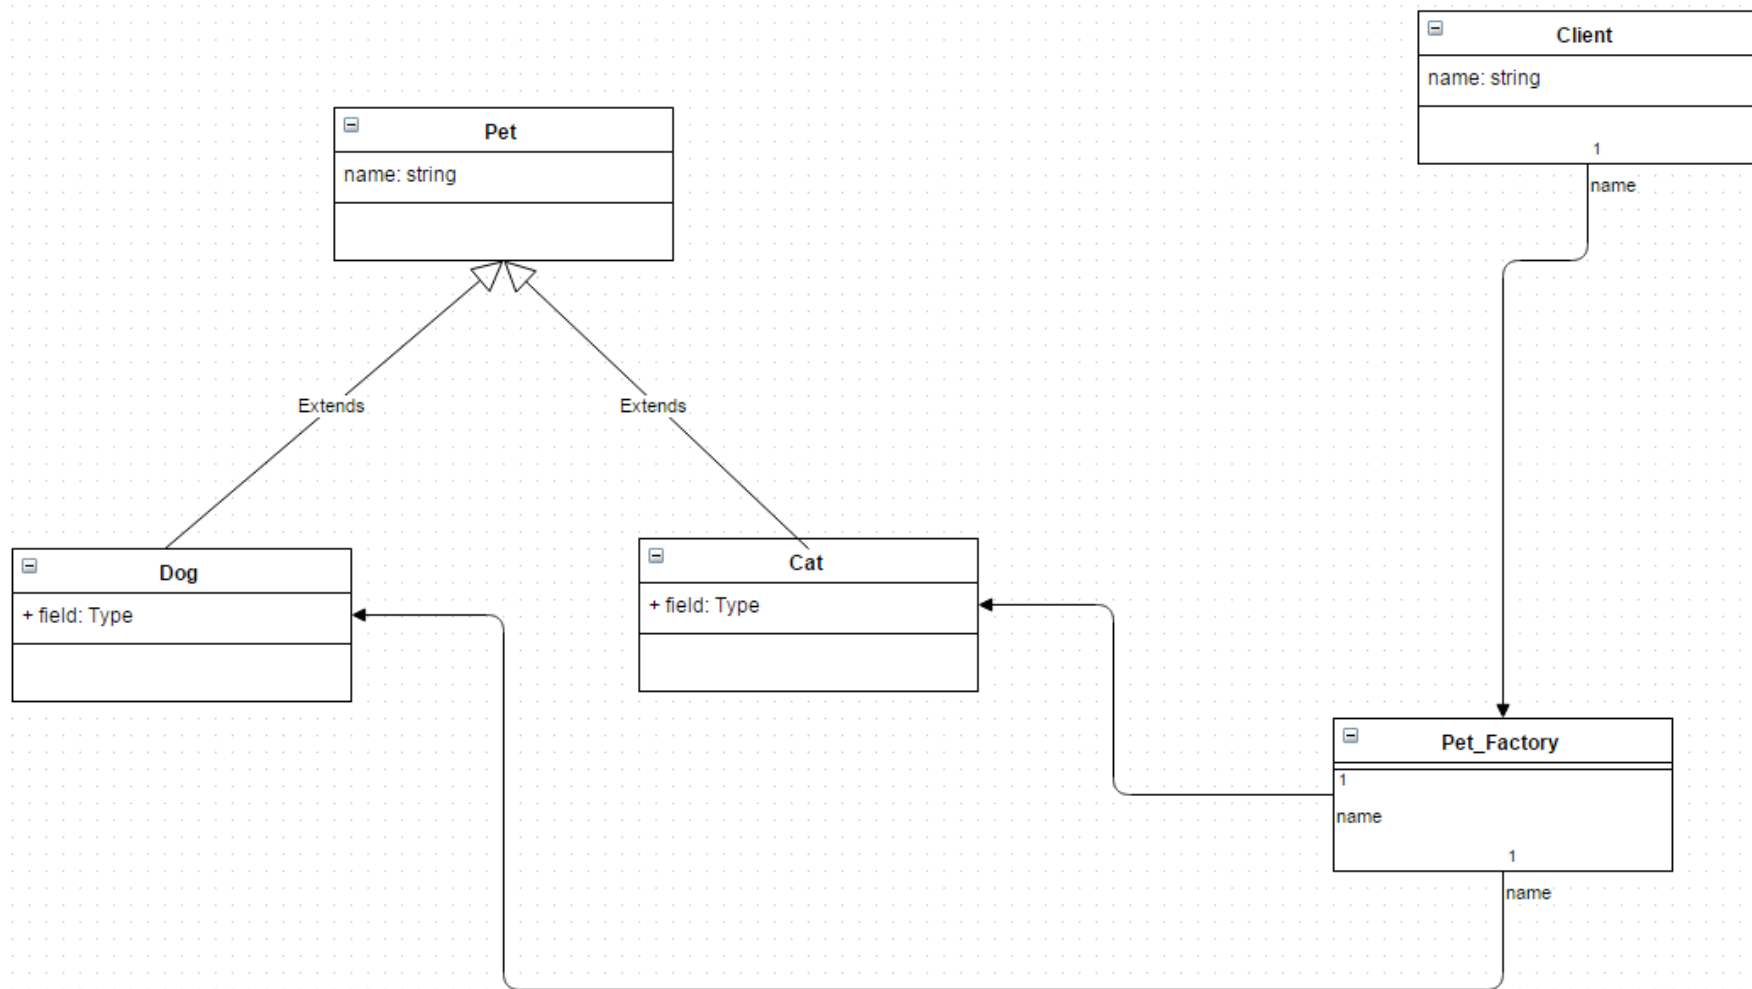 Client
name: string
1
name
Pet
name: string
Extends
Extends
Dog
+ field: Type
Cat
+ field: Type
Pet_Factory
1
name
1
name